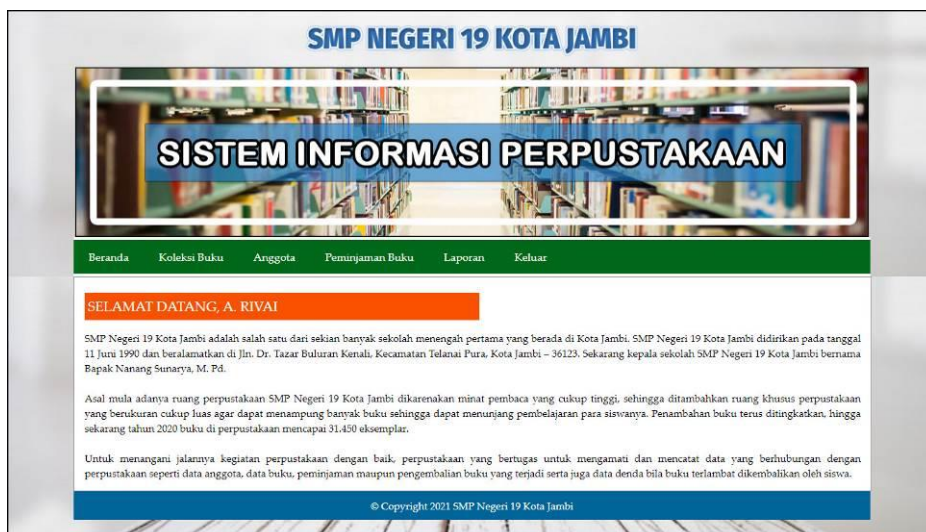 SMP NEGERI 19 KOTA JAMBI
SISTEM INFORMASI PERPUSTAKAAN
Beranda Koleksi Buku Anggota Peminjaman Buku Laporan Keluar
SELAMAT DATANG, A. RIVAI
SMP Negeri 19 Kota Jambi adalah salah satu dari sekian banyak sekolah menengah pertama yang berada di Kota Jambi. SMP Negeri 19 Kota Jambi didirikan pada tanggal
11 Juni 1990 dan beralamatkan di Jln. Dr. Tazar Buluran Kenali, Kecamatan Telanai Pura, Kota Jambi – 36123. Sekarang kepala sekolah SMP Negeri 19 Kota Jambi bernama
Bapak Nanang Sunarya, M. Pd.
Asal mula adanya ruang perpustakaan SMP Negeri 19 Kota Jambi dikarenakan minat pembaca yang cukup tinggi, sehingga ditambahkan ruang khusus perpustakaan
yang berukuran cukup luas agar dapat menampung banyak buku sehingga dapat menunjang pembelajaran para siswanya. Penambahan buku terus ditingkatkan, hingga
sekarang tahun 2020 buku di perpustakaan mencapai 31.450 eksemplar.
Untuk menangani jalannya kegiatan perpustakaan dengan baik, perpustakaan yang bertugas untuk mengamati dan mencatat data yang berhubungan dengan
perpustakaan seperti data anggota, data buku, peminjaman maupun pengembalian buku yang terjadi serta juga data denda bila buku terlambat dikembalikan oleh siswa.
© Copyright 2021 SMP Negeri 19 Kota Jambi